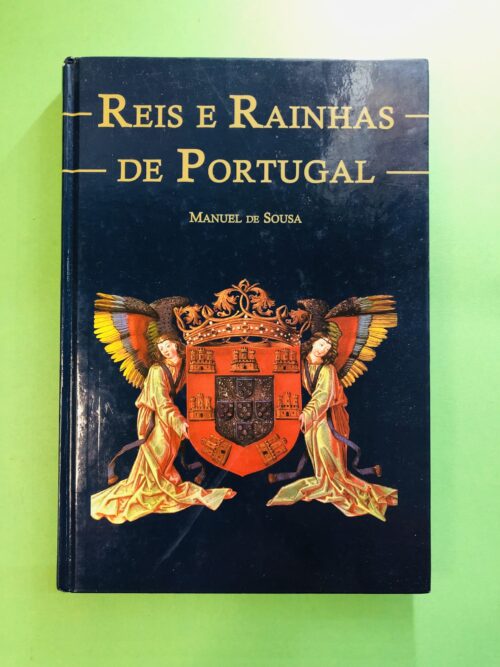 REIS E RAINHAS
DE PORTUGAL
MANUEL DE SOUSA